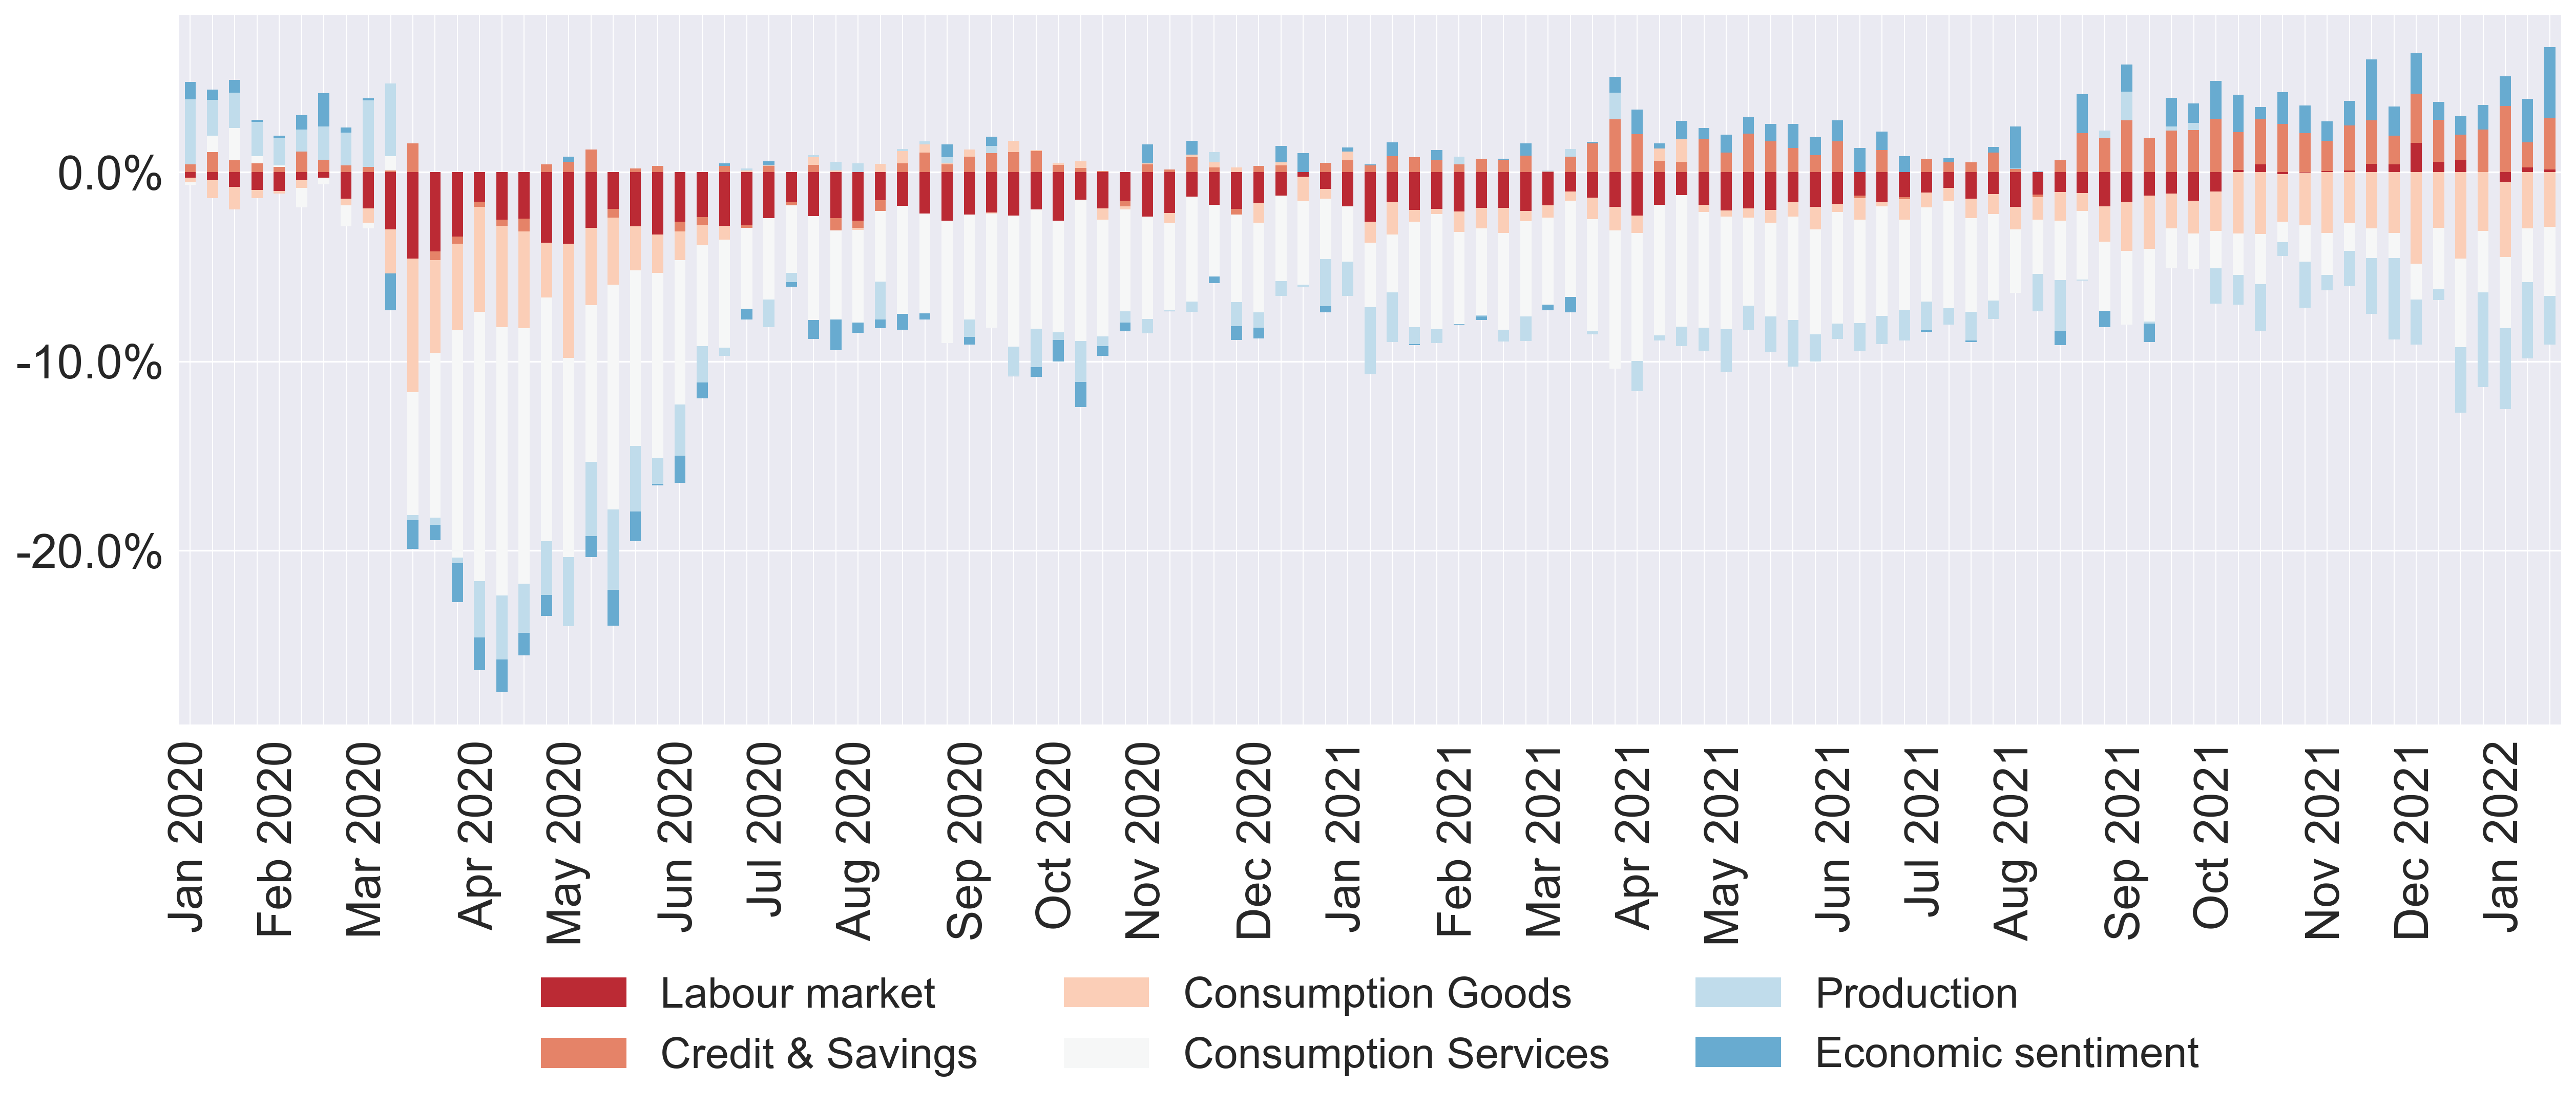 0.0%
-10.0%
-20.0%
Jan 2020
Feb 2020
Mar 2020
Apr 2020
May 2020
Jun 2020
Jul 2020
Aug 2020
Sep 2020
Oct 2020
Nov 2020
Dec 2020
Jan 2021
Feb 2021
Mar 2021
Apr 2021
May 2021
Jun 2021
Jul 2021
Aug 2021
Sep 2021
Oct 2021
Nov 2021
Dec 2021
Jan 2022
Labour market
Credit & Savings
Consumption Goods
Consumption Services
Production
Economic sentiment